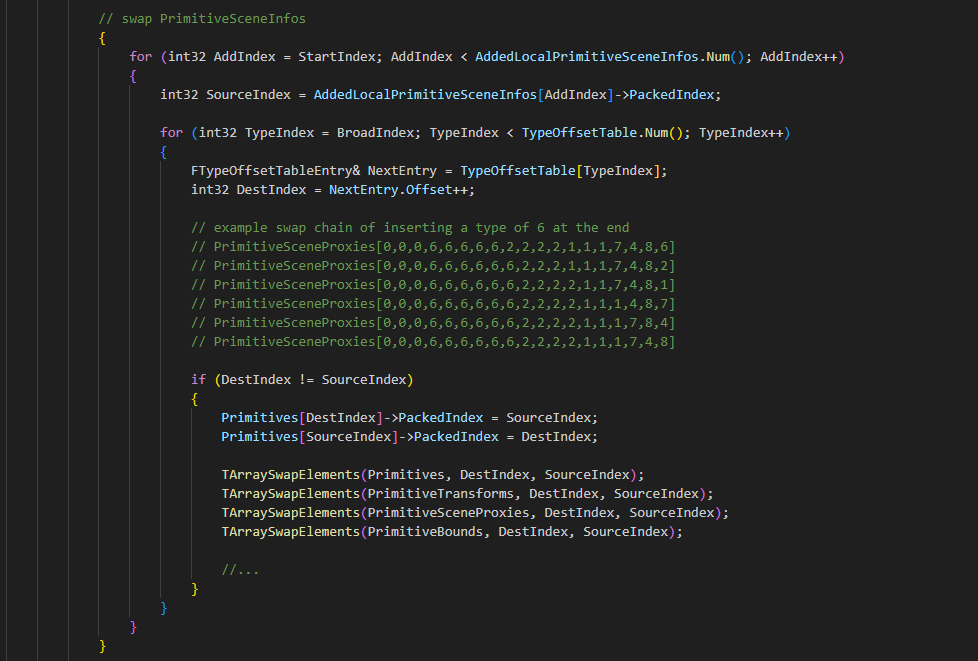 // swap PrimitiveSceneInfos
{
for (int32 AddIndex = StartIndex; AddIndex < AddedLocalPrimitiveSceneInfos.Num(); AddIndex++)
{
int32 SourceIndex = AddedLocalPrimitiveSceneInfos[AddIndex]->PackedIndex;
for (int32 TypeIndex = BroadIndex; TypeIndex < TypeOffsetTable.Num(); TypeIndex++)
{
FTypeOffsetTableEntry& NextEntry = TypeOffsetTable[TypeIndex];
int32 DestIndex = NextEntry.Offset++;
// example swap chain of inserting a type of 6 at the end
// PrimitiveSceneProxies[0,0,0,6,6,6,6,6,2,2,2,2,1,1,1,7,4,8,6]
// PrimitiveSceneProxies[0,0,0,6,6,6,6,6,6,2,2,2,1,1,1,7,4,8,2]
// PrimitiveSceneProxies[0,0,0,6,6,6,6,6,6,2,2,2,2,1,1,7,4,8,1]
// PrimitiveSceneProxies[0,0,0,6,6,6,6,6,6,2,2,2,2,1,1,1,4,8,7]
// PrimitiveSceneProxies[0,0,0,6,6,6,6,6,6,2,2,2,2,1,1,1,7,8,4]
// PrimitiveSceneProxies[0,0,0,6,6,6,6,6,6,2,2,2,2,1,1,1,7,4,8]
if (DestIndex != SourceIndex)
{
Primitives[DestIndex]->PackedIndex = SourceIndex;
Primitives[SourceIndex]->PackedIndex = DestIndex;
TArraySwapElements(Primitives, DestIndex, SourceIndex);
TArraySwapElements(PrimitiveTransforms, DestIndex, SourceIndex);
TArraySwapElements(PrimitiveSceneProxies, DestIndex, SourceIndex);
TArraySwapElements(PrimitiveBounds, DestIndex, SourceIndex);
//...
}
}
}
}